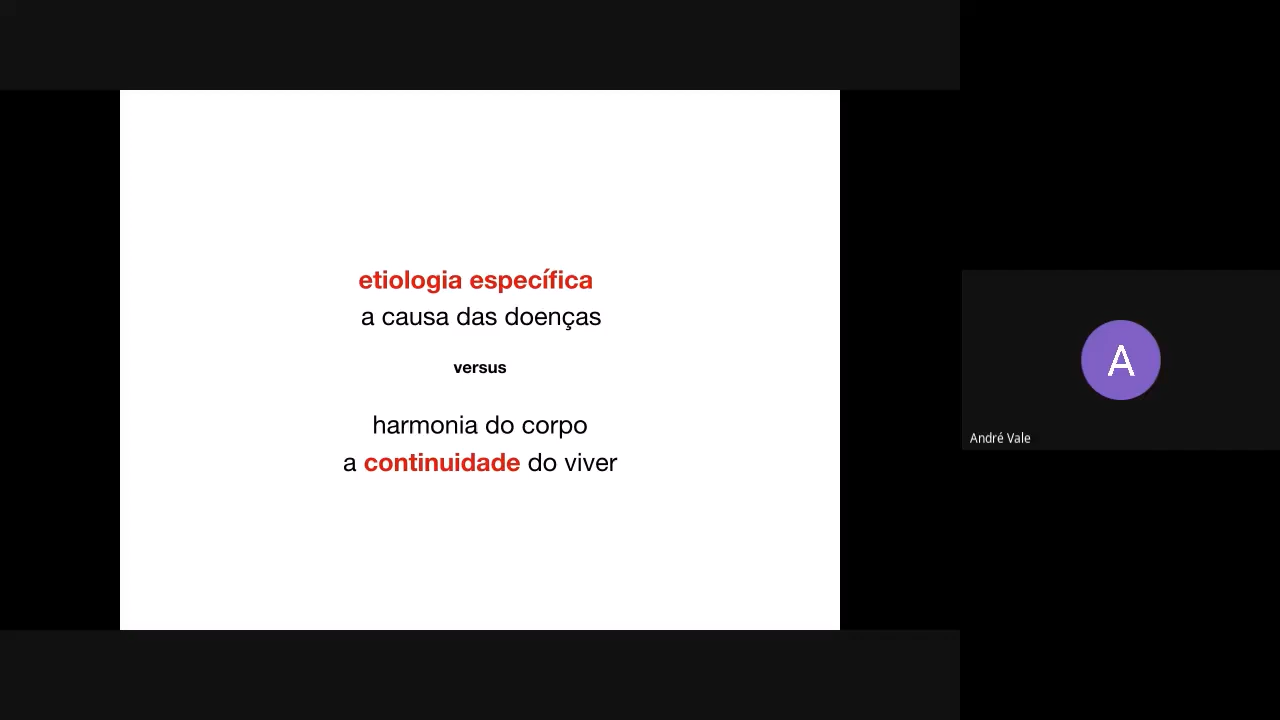 etiologia específica
a causa das doenças
versus
harmonia do corpo
a continuidade do viver
A
André Vale